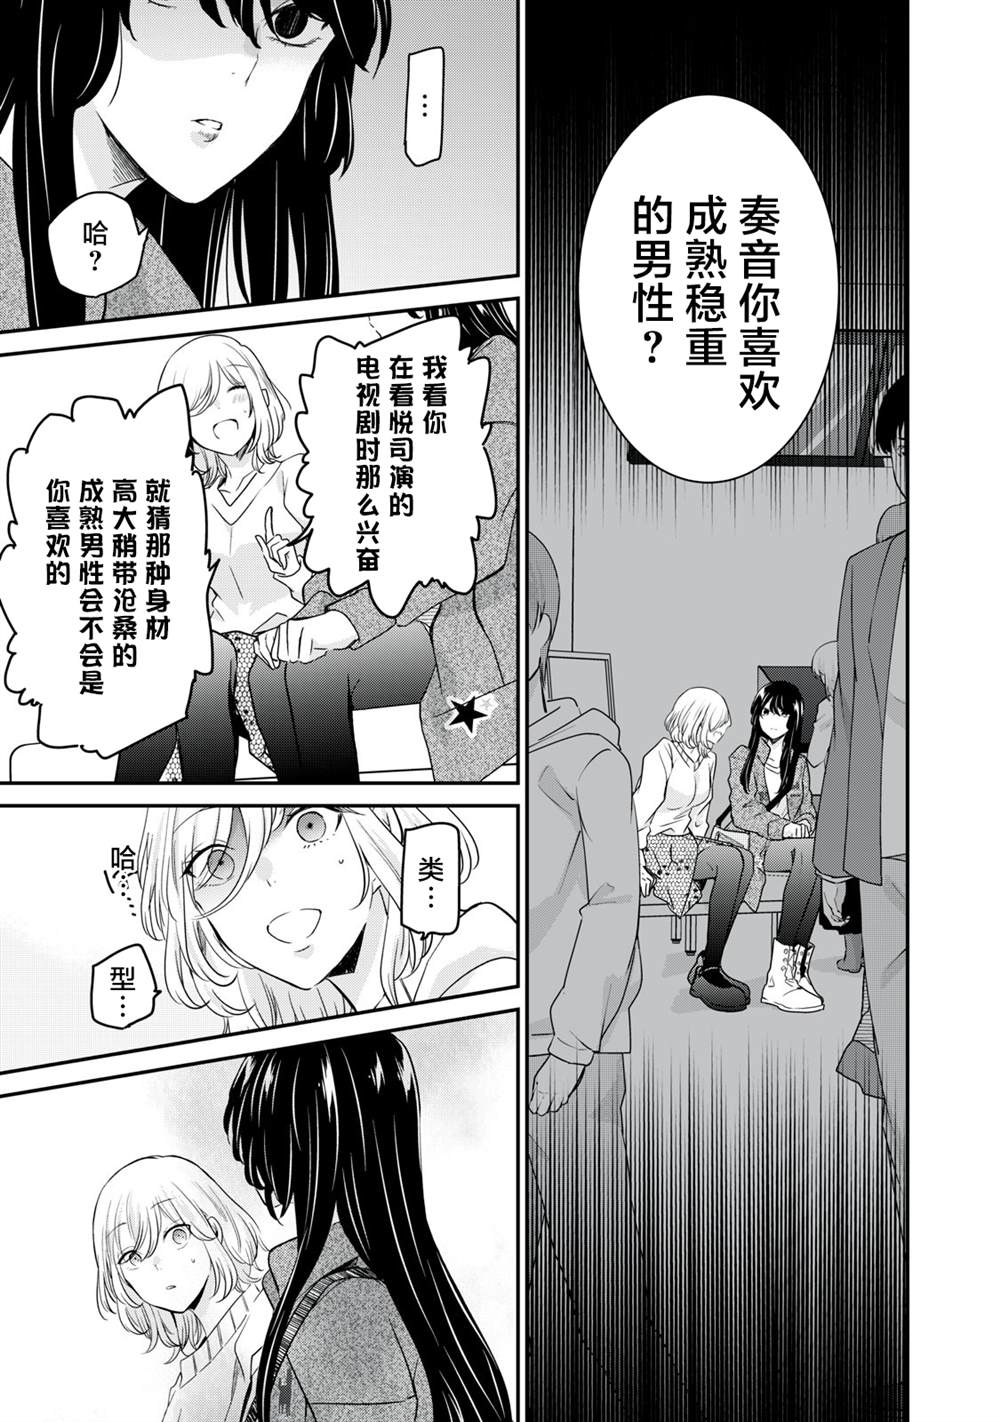 奏音你喜欢
成熟稳重
的男性？
…
哈？
我看你
在看悦司演的
电视剧时那么兴奋
就猜那种身材
高大稍带沧桑的
成熟男性会不会是
你喜欢的
类…
哈…
型…